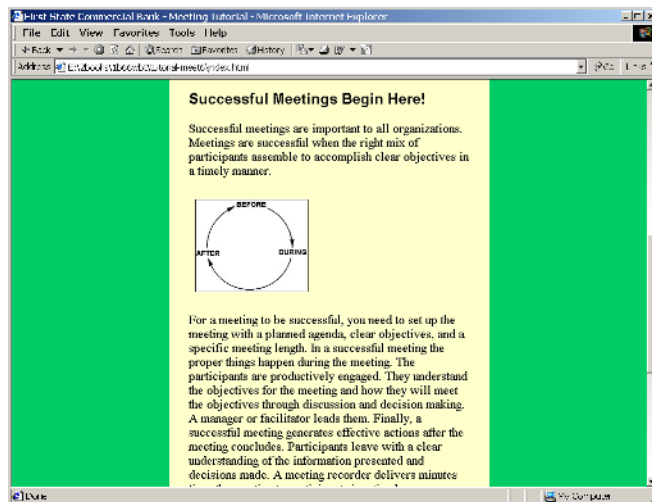 First State Commercial Bank - Meeting Tutorial - Microsoft Internet Explorer
File Edit View Favorites Tools Help
Back Search Favorites History
Address
Successful Meetings Begin Here!
Successful meetings are important to all organizations.
Meetings are successful when the right mix of
participants assemble to accomplish clear objectives in
a timely manner.
BEFORE
AFTER DURING
For a meeting to be successful, you need to set up the
meeting with a planned agenda, clear objectives, and a
specific meeting length. In a successful meeting the
proper things happen during the meeting. The
participants are productively engaged. They understand
the objectives for the meeting and how they will meet
the objectives through discussion and decision making.
A manager or facilitator leads them. Finally, a
successful meeting generates effective actions after the
meeting concludes. Participants leave with a clear
understanding of the information presented and
decisions made. A meeting recorder delivers minutes
Done My Computer